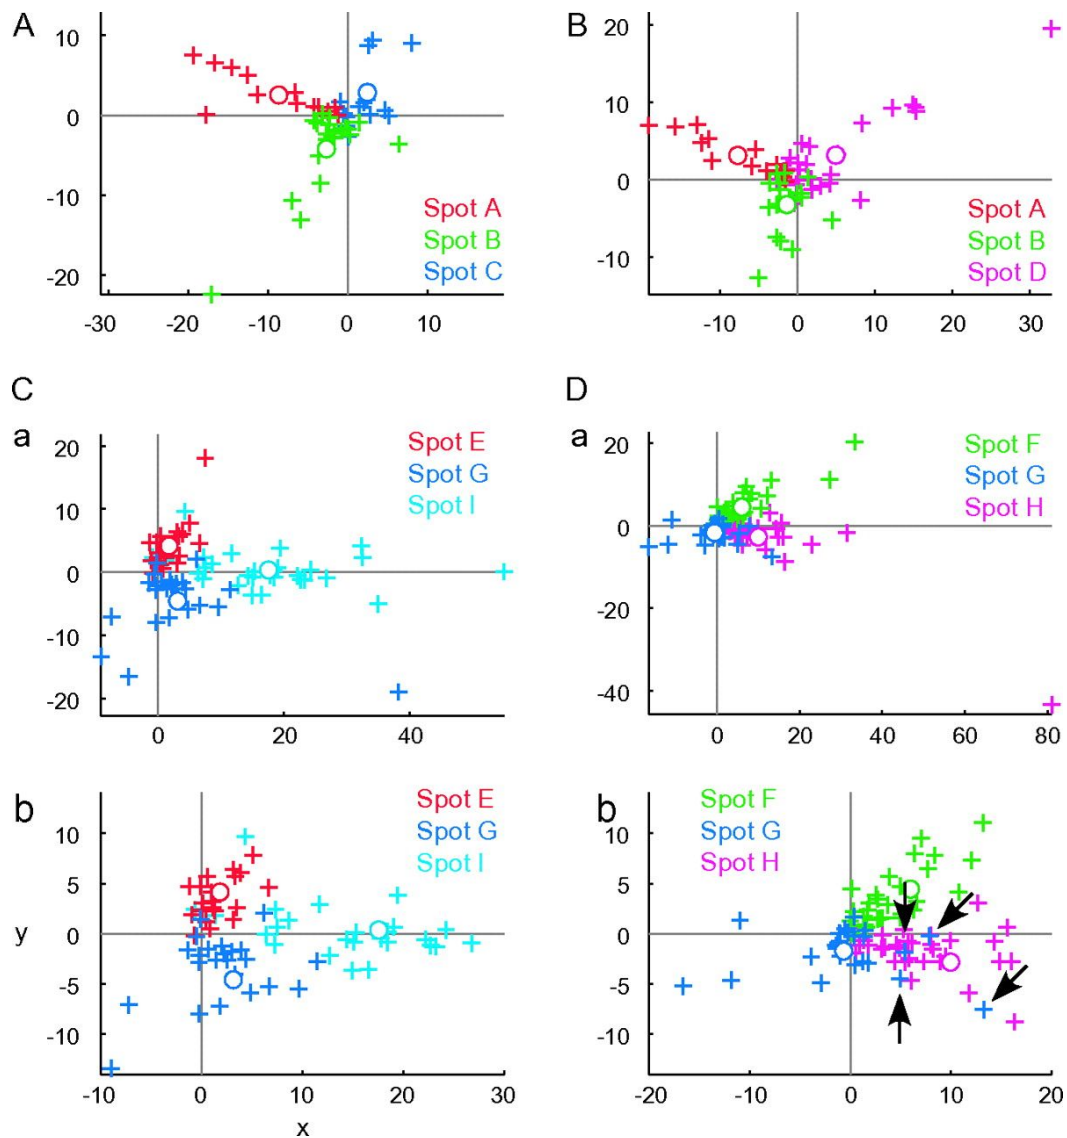 A
10
0
-10
-20
Spot A
Spot B
Spot C
-30 -20 -10 0 10
B
20
10
0
-10
Spot A
Spot B
Spot D
-10 0 10 20 30
C
a
20
10
0
-10
-20
Spot E
Spot G
Spot I
0 20 40
D
a
20
0
-20
-40
Spot F
Spot G
Spot H
0 20 40 60 80
b
10
5
0
-5
-10
y
Spot E
Spot G
Spot I
-10 0 10 20 30
x
b
10
5
0
-5
-10
Spot F
Spot G
Spot H
-20 -10 0 10 20